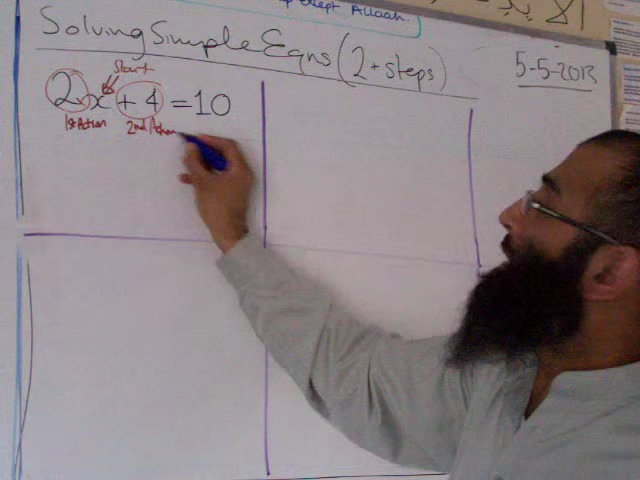 except Allaah.
Solving Simple Eqns (2+steps)
5-5-2013
Start
2x + 4 = 10
1st Action
2nd Action